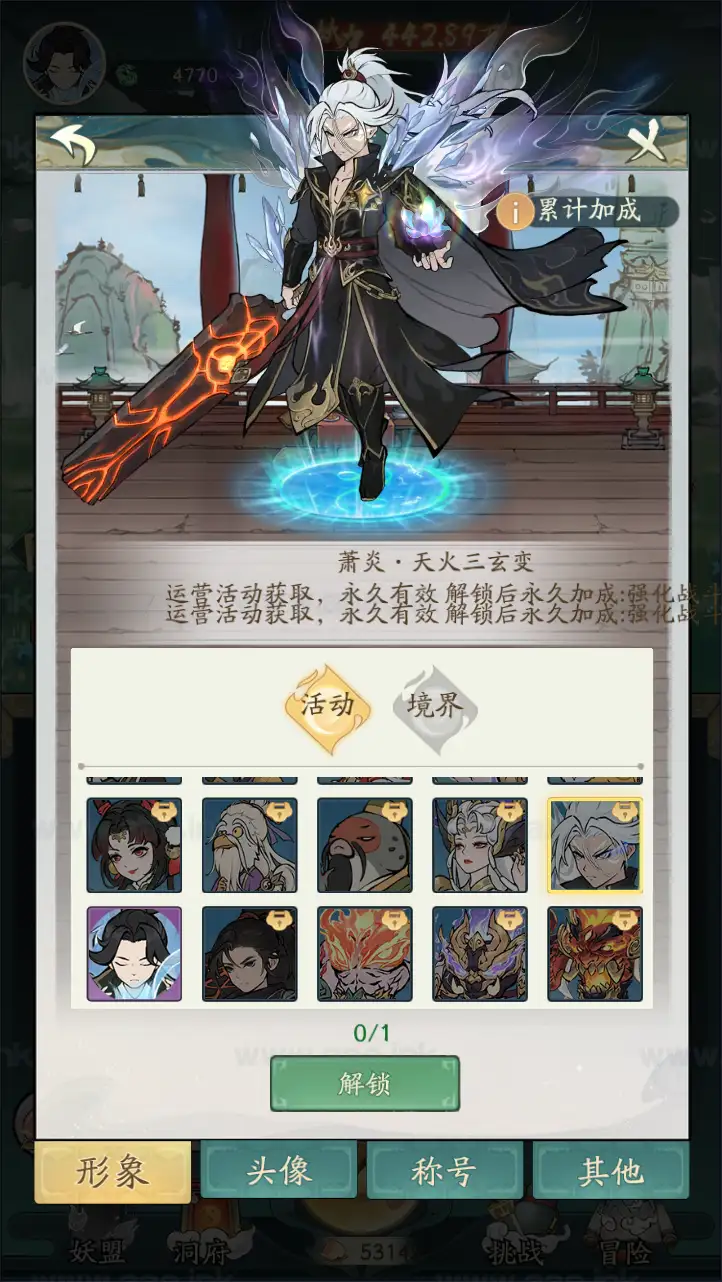 442.89万
4770
累计加成
萧炎·天火三玄变
运营活动获取，永久有效 解锁后永久加成:强化战斗
运营活动获取，永久有效 解锁后永久加成:强化战斗
活动
境界
0/1
解锁
形象
头像
称号
其他
妖盟
洞府
5314
挑战
冒险